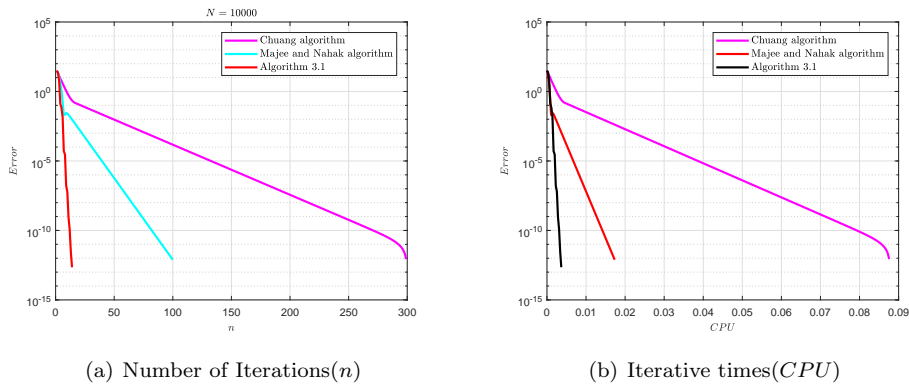 N = 10000
10^5
10^0
10^-5
10^-10
10^-15
Error
Chuang algorithm
Majee and Nahak algorithm
Algorithm 3.1
0 50 100 150 200 250 300
n
(a) Number of Iterations(n)
10^5
10^0
10^-5
10^-10
10^-15
Error
Chuang algorithm
Majee and Nahak algorithm
Algorithm 3.1
0 0.01 0.02 0.03 0.04 0.05 0.06 0.07 0.08 0.09
CPU
(b) Iterative times(CPU)